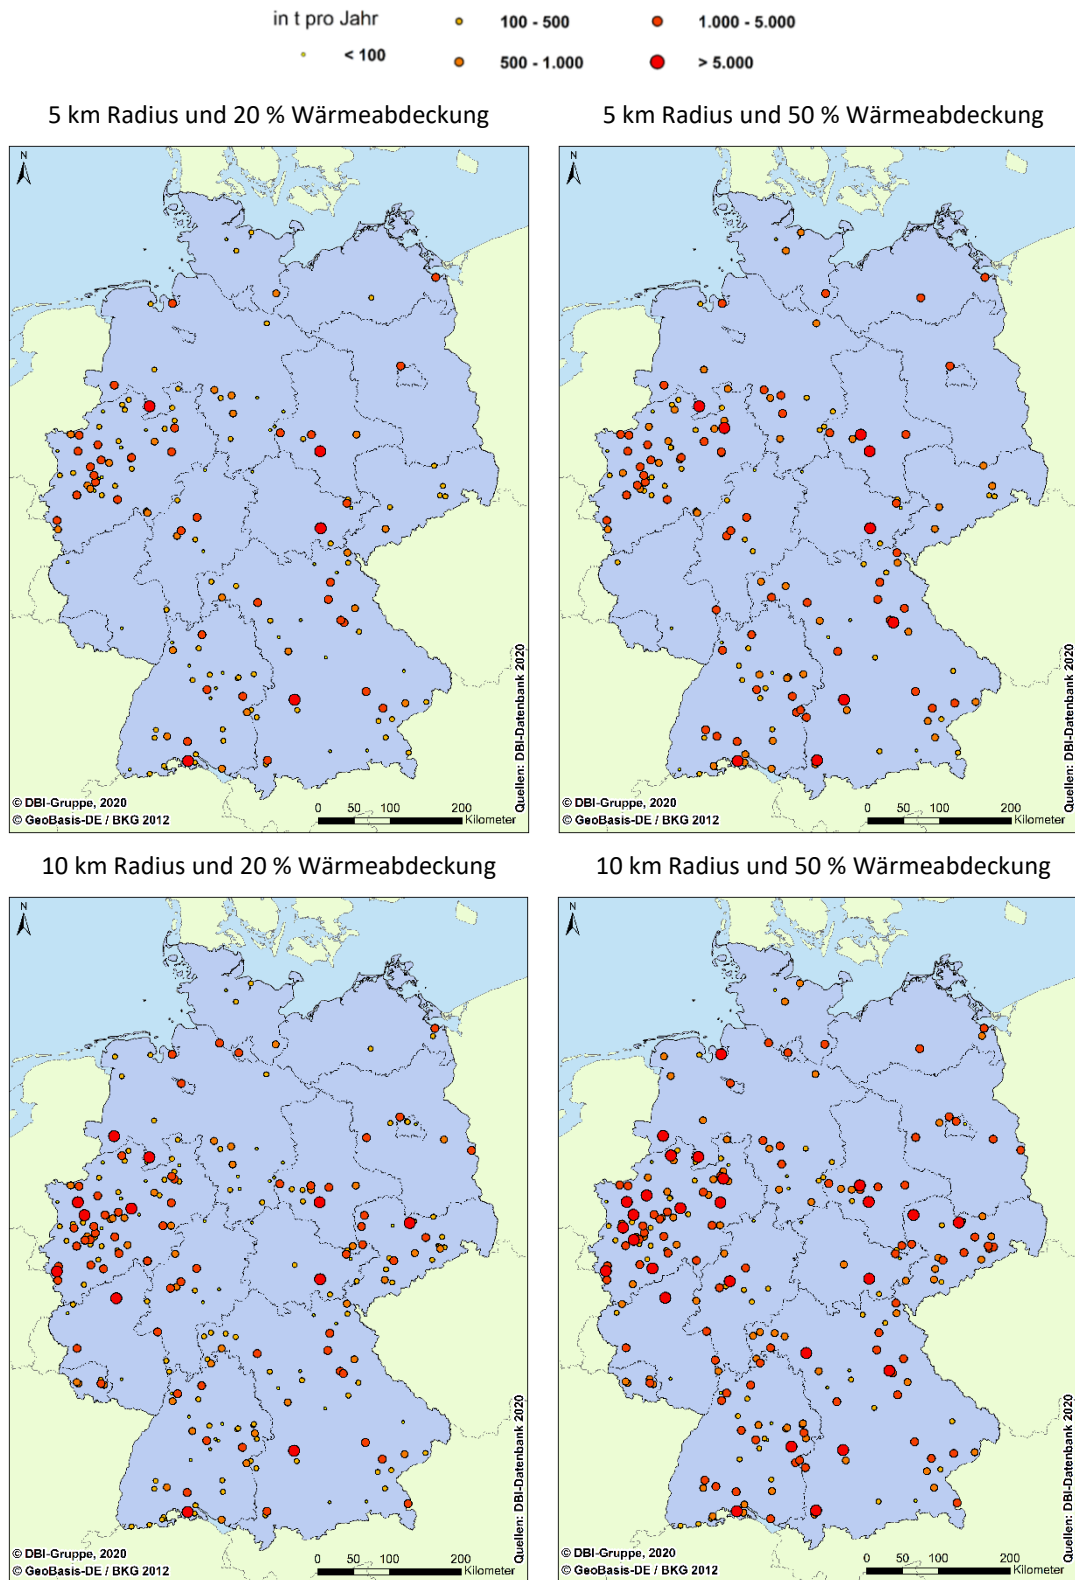 in t pro Jahr
< 100
100 - 500
500 - 1.000
1.000 - 5.000
> 5.000
5 km Radius und 20 % Wärmeabdeckung
5 km Radius und 50 % Wärmeabdeckung
N
© DBI-Gruppe, 2020
© GeoBasis-DE / BKG 2012
0 50 100 200
Kilometer
Quellen: DBI-Datenbank 2020
N
© DBI-Gruppe, 2020
© GeoBasis-DE / BKG 2012
0 50 100 200
Kilometer
Quellen: DBI-Datenbank 2020
10 km Radius und 20 % Wärmeabdeckung
10 km Radius und 50 % Wärmeabdeckung
N
© DBI-Gruppe, 2020
© GeoBasis-DE / BKG 2012
0 50 100 200
Kilometer
Quellen: DBI-Datenbank 2020
N
© DBI-Gruppe, 2020
© GeoBasis-DE / BKG 2012
0 50 100 200
Kilometer
Quellen: DBI-Datenbank 2020